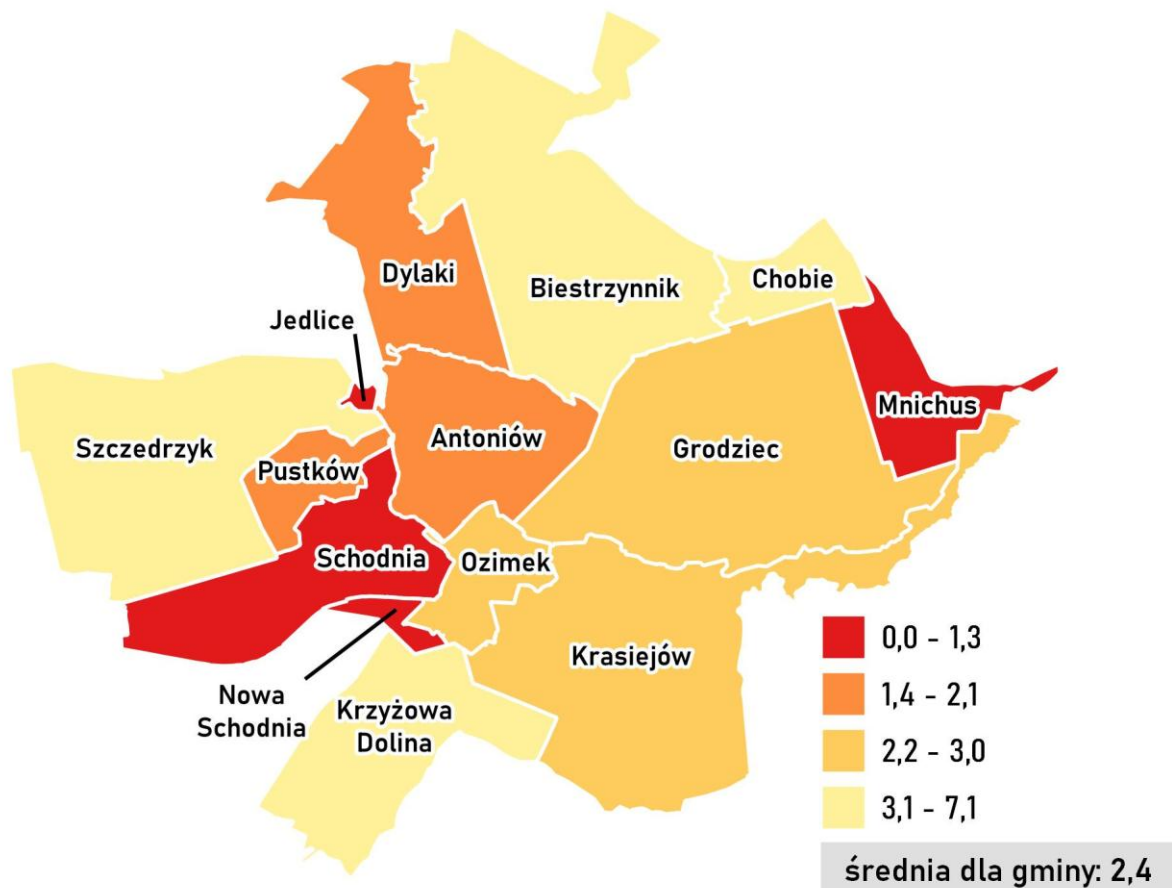 Dylaki
Biestrzynnik
Chobie
Jedlice
Mnichus
Szczedrzyk
Antoniów
Grodziec
Pustków
Schodnia
Ozimek
Krasiejów
Nowa
Schodnia
Krzyżowa
Dolina
0,0 - 1,3
1,4 - 2,1
2,2 - 3,0
3,1 - 7,1
średnia dla gminy: 2,4